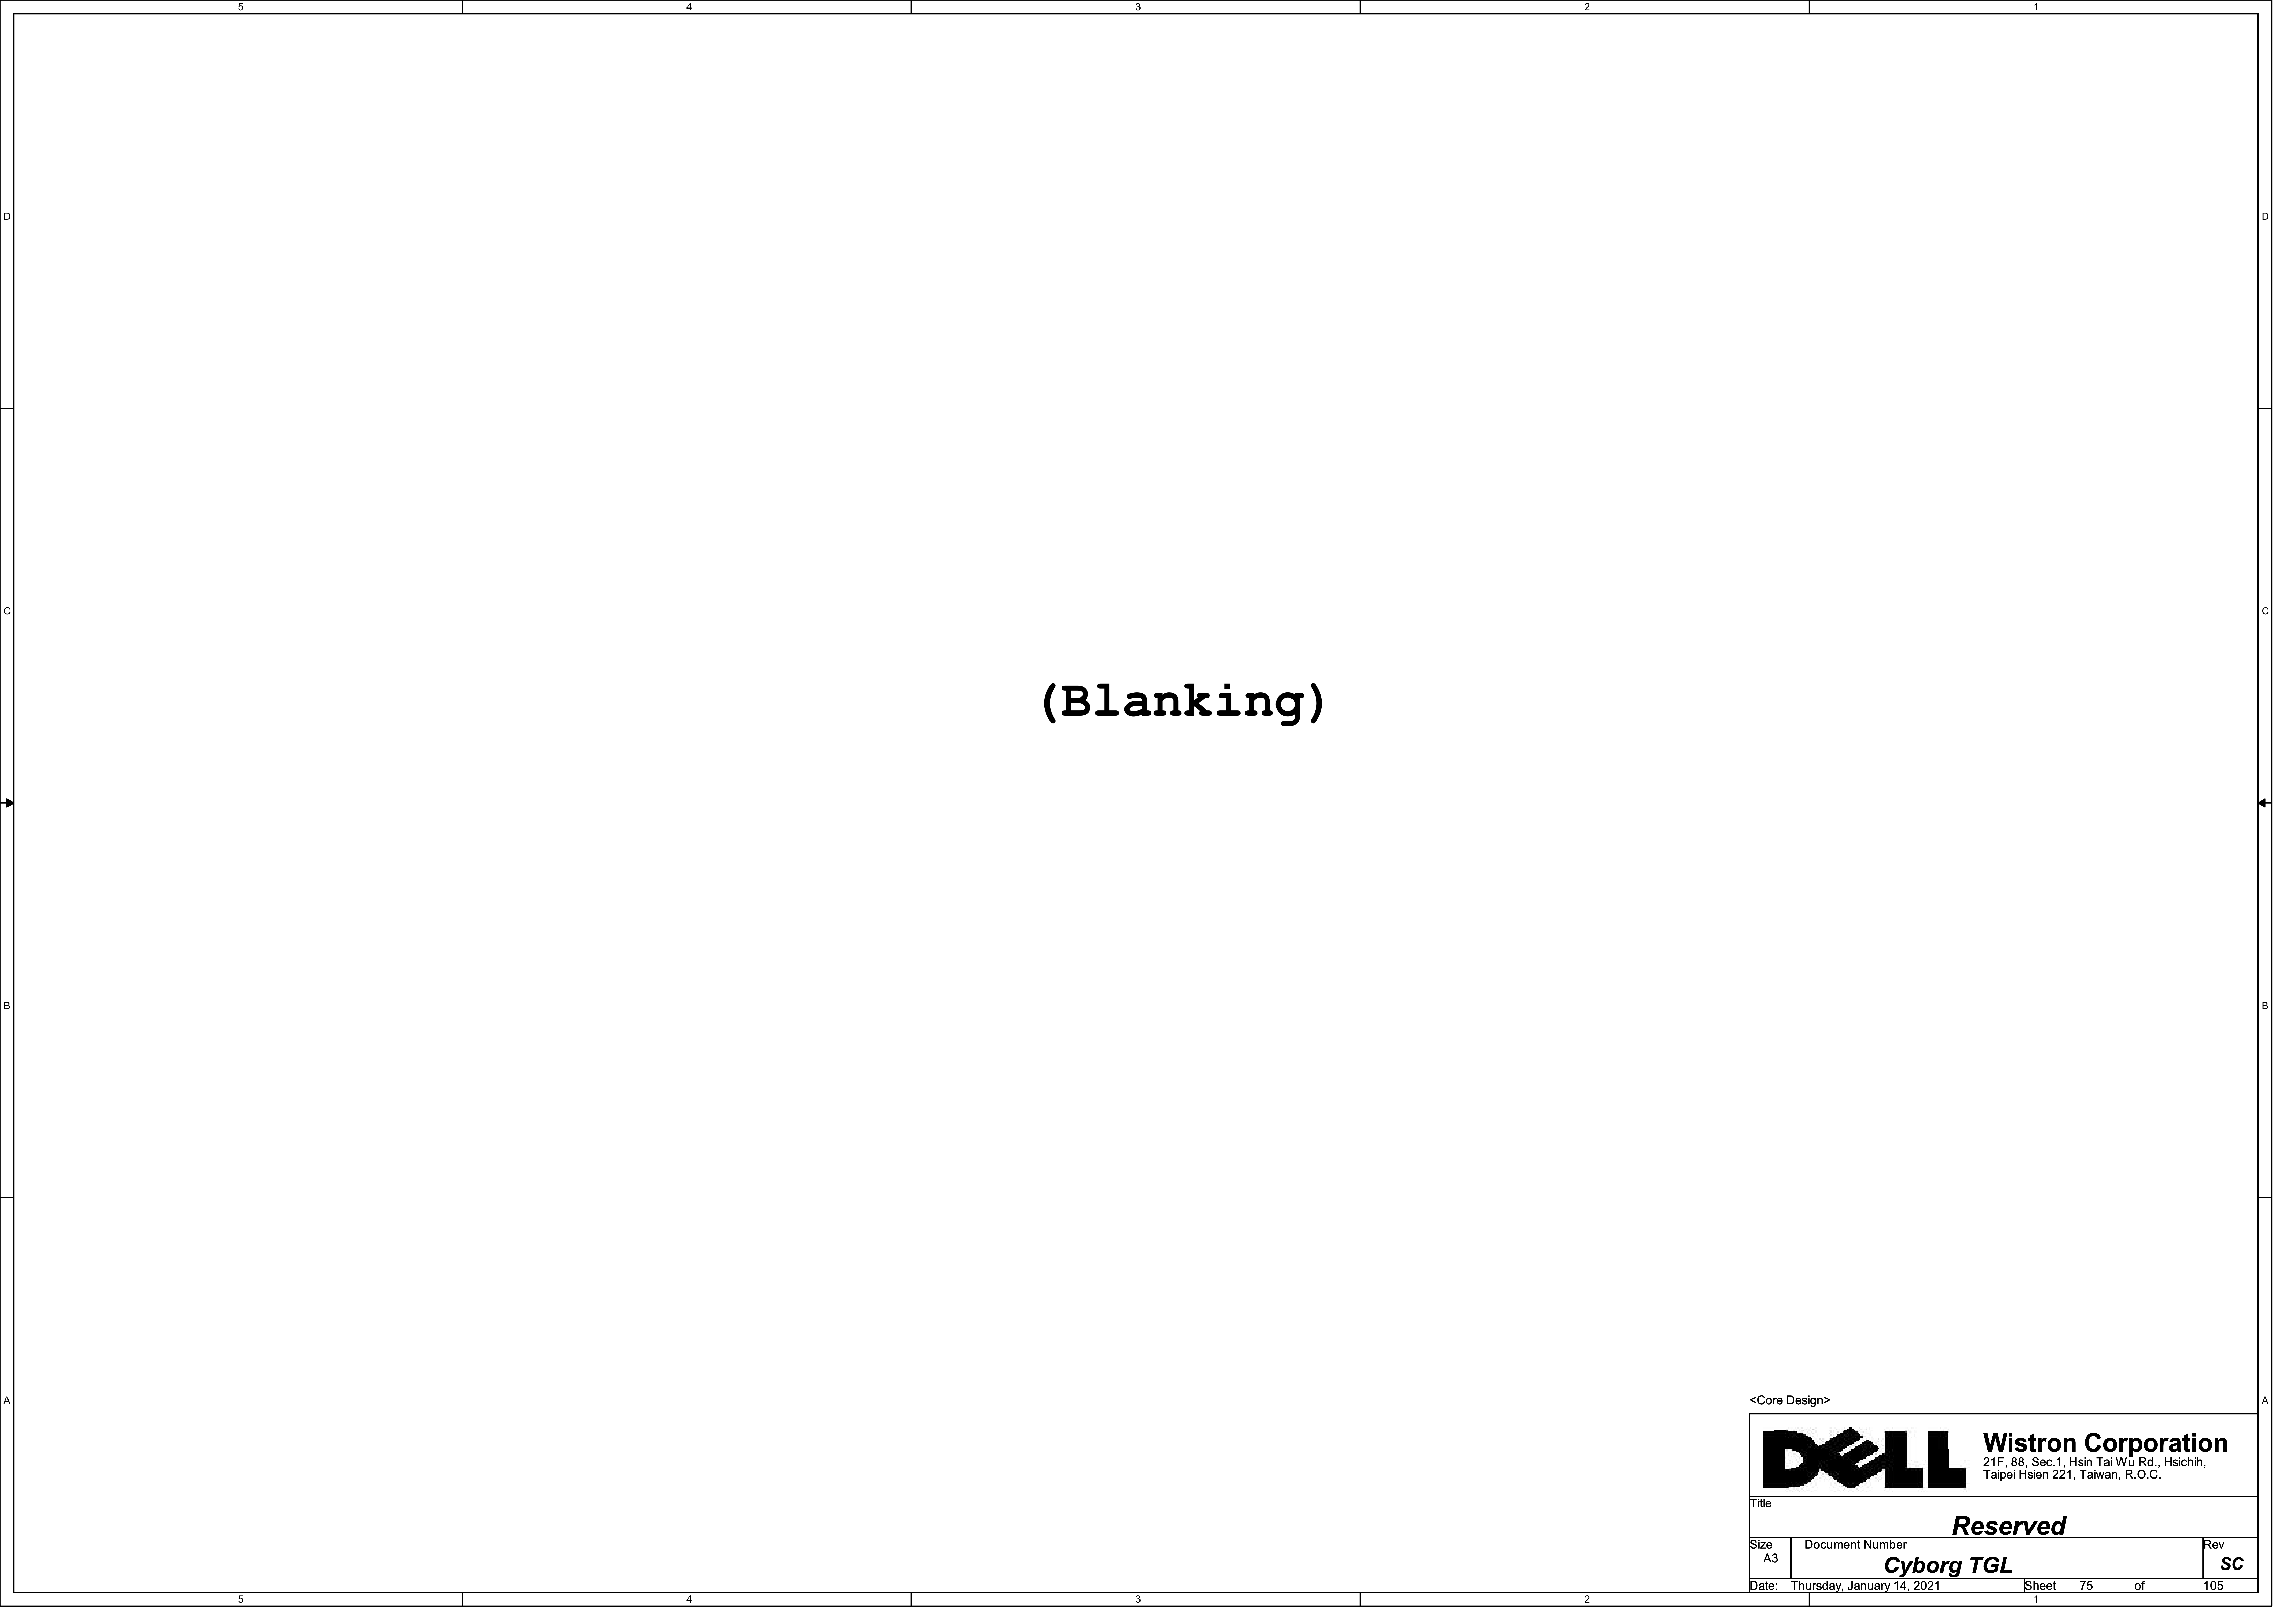 5 4 3 2 1
D D
C C
(Blanking)
B B
A A
<Core Design>
DELL
Wistron Corporation
21F, 88, Sec.1, Hsin Tai Wu Rd., Hsichih,
Taipei Hsien 221, Taiwan, R.O.C.
Title
Reserved
Size Document Number Rev
A3 Cyborg TGL SC
Date: Thursday, January 14, 2021 Sheet 75 of 105
5 4 3 2 1